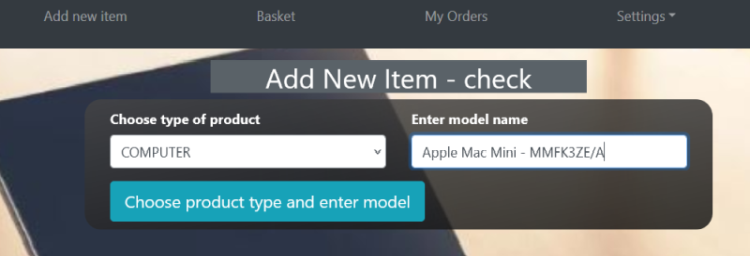 Add new item Basket My Orders Settings
Add New Item - check
Choose type of product Enter model name
COMPUTER Apple Mac Mini - MMFK3ZE/A
Choose product type and enter model